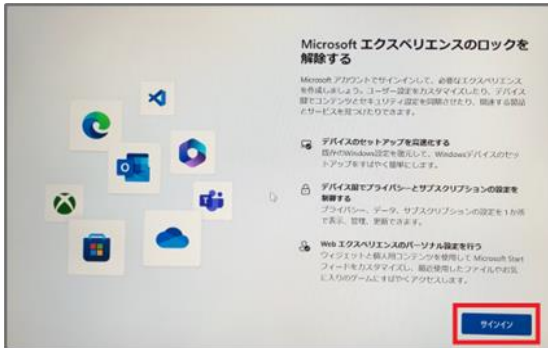 Microsoft エクスペリエンスのロックを
解除する
Microsoft アカウントでサインインして、必要なエクスペリエンス
を作成しましょう。ユーザー設定をカスタマイズしたり、デバイス
間でコンテンツとセキュリティ設定を同期させたり、関連する製品
とサービスを見つけたりできます。
デバイスのセットアップを高速化する
既存のWindows設定を復元して、Windowsデバイスのセッ
トアップをすばやく簡単にします。
デバイス間でプライバシーとサブスクリプションの設定を
制御する
プライバシー、データ、サブスクリプションの設定を 1 か所
で表示、管理、更新できます。
Web エクスペリエンスのパーソナル設定を行う
ウィジェットと個人用コンテンツを使用して Microsoft Start
フィードをカスタマイズし、最近使用したファイルやお気
に入りのゲームにすばやくアクセスします。
サインイン